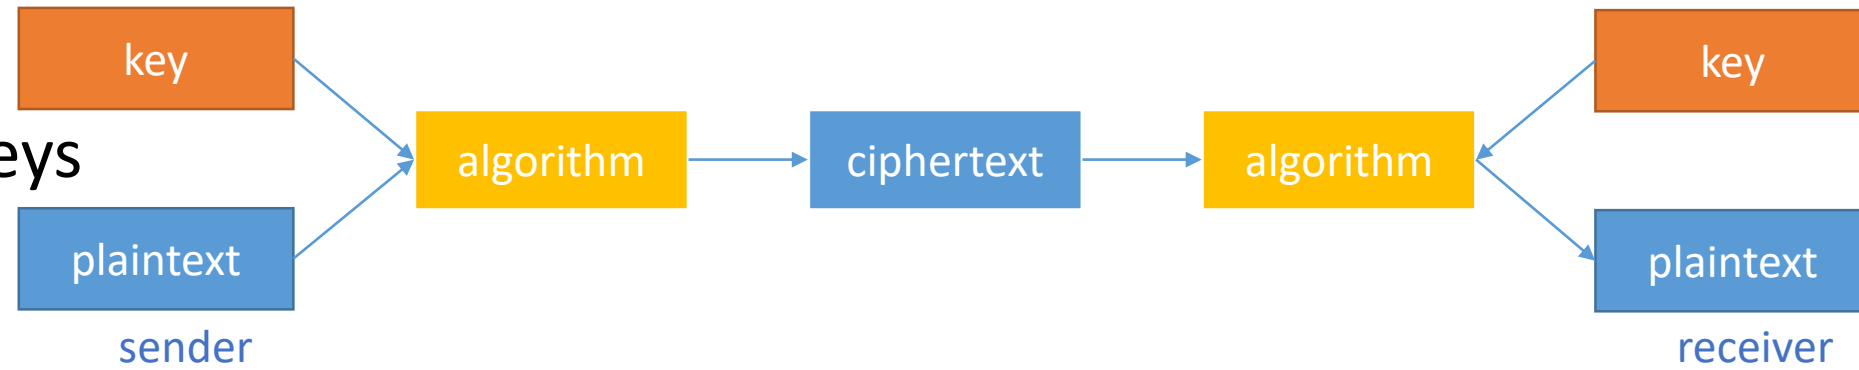 key
key
algorithm
ciphertext
algorithm
eys
plaintext
plaintext
sender
receiver